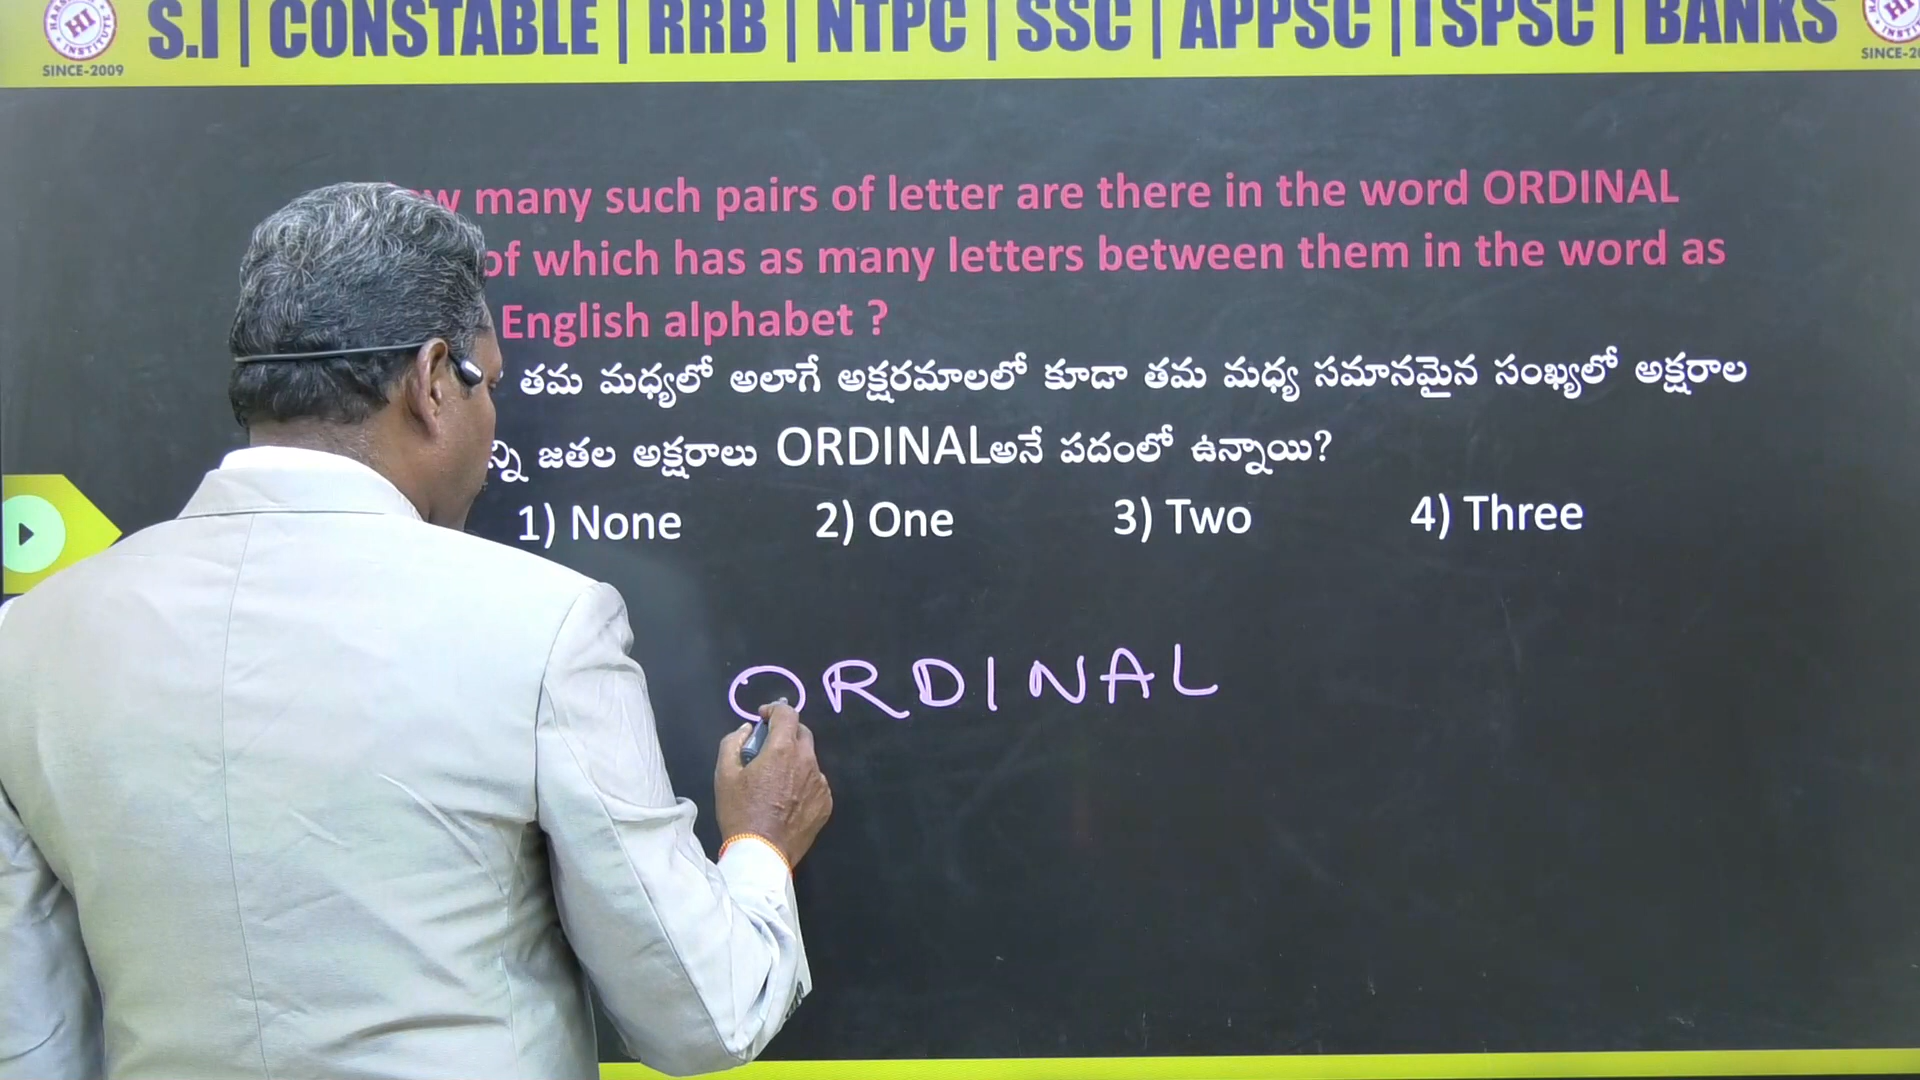 S.I | CONSTABLE | RRB | NTPC | SSC | APPSC | TSPSC | BANKS
HI
INSTITUTE
SINCE-2009
many such pairs of letter are there in the word ORDINAL
of which has as many letters between them in the word as
English alphabet ?
తమ మధ్యలో అలాగే అక్షరమాలలో కూడా తమ మధ్య సమానమైన సంఖ్యలో అక్షరాల
జతల అక్షరాలు ORDINALఅనే పదంలో ఉన్నాయి?
1) None 2) One 3) Two 4) Three
ORDINAL